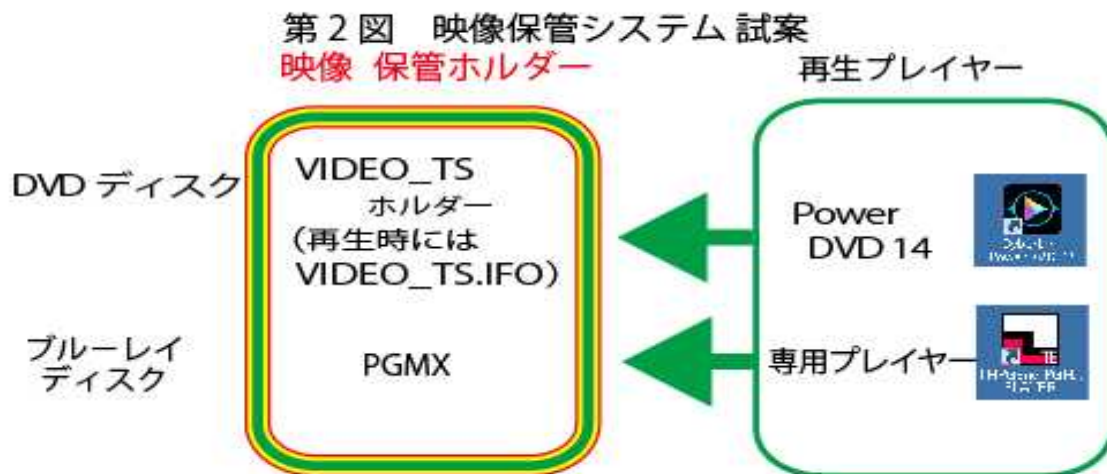 第2図 映像保管システム 試案
映像 保管ホルダー
再生プレイヤー
DVD ディスク
VIDEO_TS
ホルダー
(再生時には
VIDEO_TS.IFO)
Power
DVD 14
ブルーレイ
ディスク
PGMX
専用プレイヤー
PLAYER